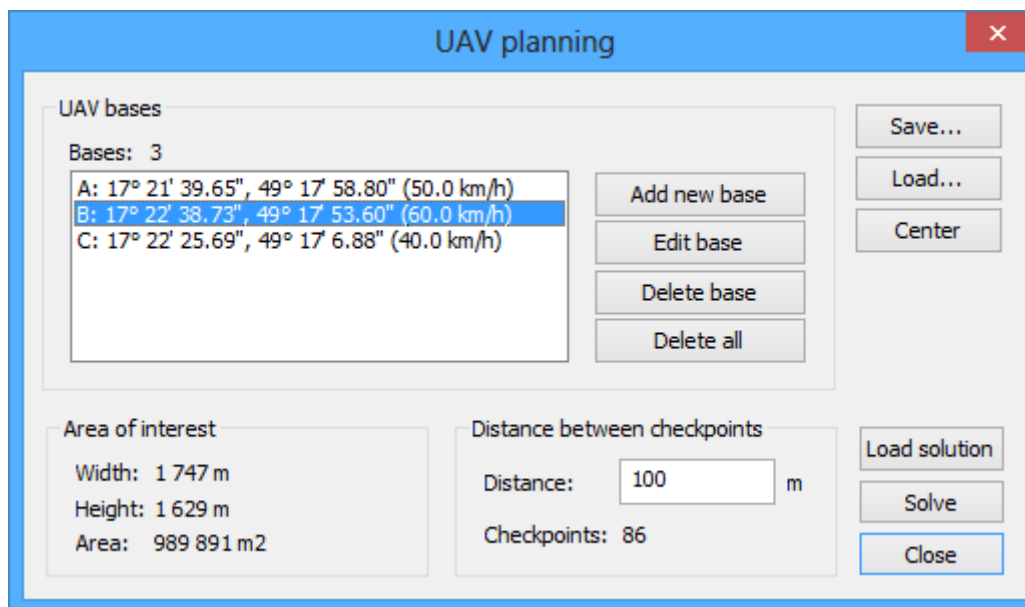 UAV planning
UAV bases
Bases: 3
A: 17° 21' 39.65", 49° 17' 58.80" (50.0 km/h)
B: 17° 22' 38.73", 49° 17' 53.60" (60.0 km/h)
C: 17° 22' 25.69", 49° 17' 6.88" (40.0 km/h)
Add new base
Edit base
Delete base
Delete all
Save...
Load...
Center
Area of interest
Width: 1 747 m
Height: 1 629 m
Area: 989 891 m2
Distance between checkpoints
Distance: 100 m
Checkpoints: 86
Load solution
Solve
Close